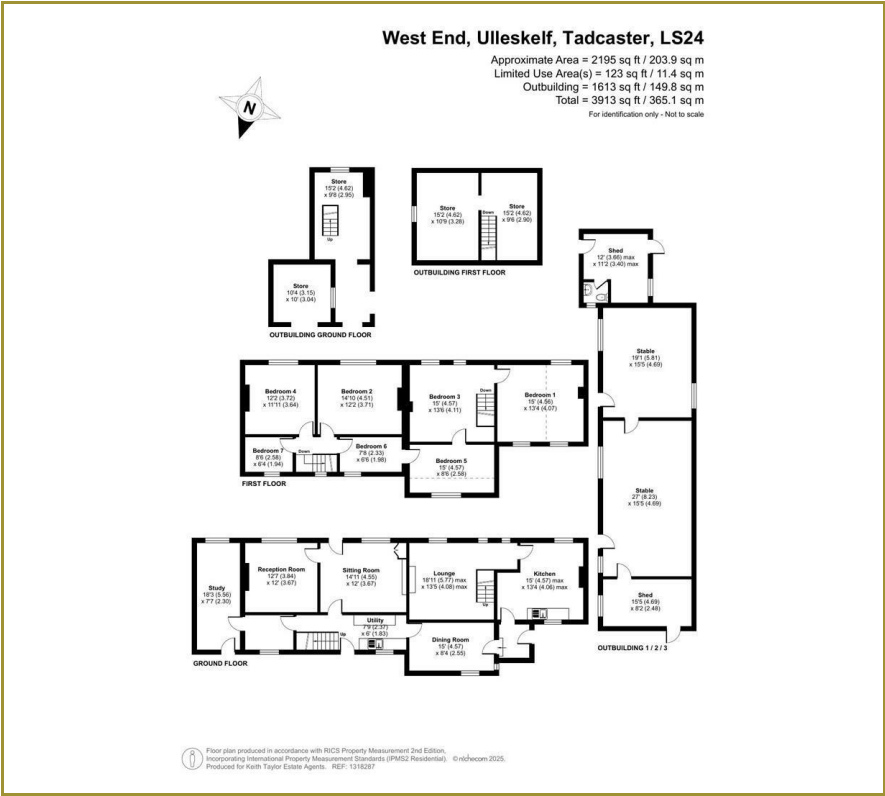 West End, Ulleskelf, Tadcaster, LS24
Approximate Area = 2195 sq ft / 203.9 sq m
Limited Use Area(s) = 123 sq ft / 11.4 sq m
Outbuilding = 1613 sq ft / 149.8 sq m
Total = 3913 sq ft / 365.1 sq m
For identification only - Not to scale
N
Store
15'2 (4.62)
x 9'8 (2.95)
Up
Store
10'4 (3.15)
x 10' (3.04)
OUTBUILDING GROUND FLOOR
Store
15'2 (4.62)
x 10'9 (3.28)
Down
Store
15'2 (4.62)
x 9'6 (2.90)
OUTBUILDING FIRST FLOOR
Shed
12' (3.66) max
x 11'2 (3.40) max
Stable
19'1 (5.81)
x 15'5 (4.69)
Stable
27' (8.23)
x 15'5 (4.69)
Shed
15'5 (4.69)
x 8'2 (2.48)
OUTBUILDING 1 / 2 / 3
Bedroom 4
12'2 (3.72)
x 11'11 (3.64)
Bedroom 2
14'10 (4.51)
x 12'2 (3.71)
Bedroom 3
15' (4.57)
x 13'6 (4.11)
Down
Bedroom 1
15' (4.56)
x 13'4 (4.07)
Bedroom 7
8'6 (2.58)
x 6'4 (1.94)
Down
Bedroom 6
7'8 (2.33)
x 6'6 (1.98)
Bedroom 5
15' (4.57)
x 8'6 (2.58)
FIRST FLOOR
Study
18'3 (5.56)
x 7'7 (2.30)
Reception Room
12'7 (3.84)
x 12' (3.67)
Sitting Room
14'11 (4.55)
x 12' (3.67)
Lounge
18'11 (5.77) max
x 13'5 (4.08) max
Up
Kitchen
15' (4.57) max
x 13'4 (4.06) max
Utility
7'9 (2.37)
x 6' (1.83)
Up
Dining Room
15' (4.57)
x 8'4 (2.55)
GROUND FLOOR
Floor plan produced in accordance with RICS Property Measurement 2nd Edition,
Incorporating International Property Measurement Standards (IPMS2 Residential). © nichecom 2025.
Produced for Keith Taylor Estate Agents. REF: 1318287